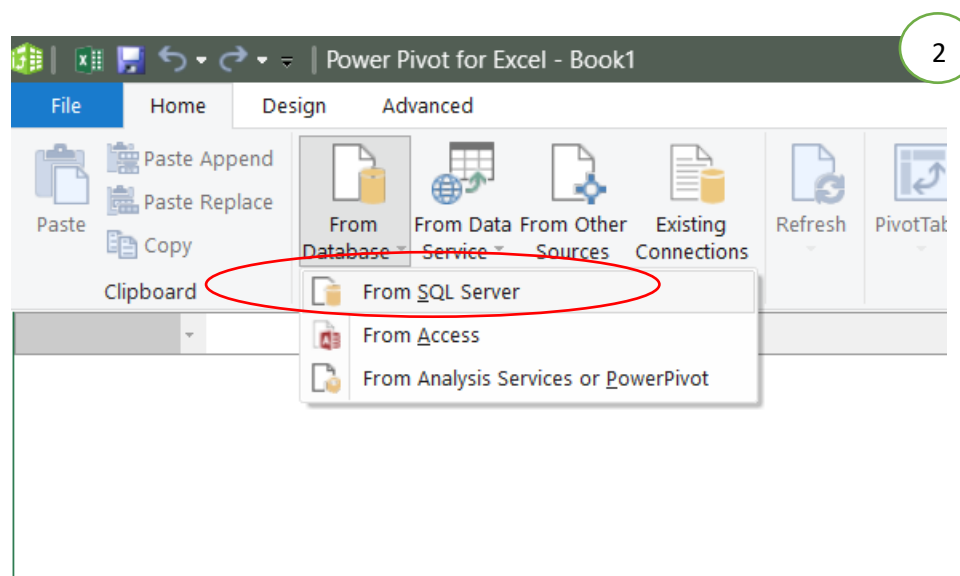 Power Pivot for Excel - Book1
2
File Home Design Advanced
Paste Append
Paste Replace
Copy
Paste
From Database
From Data Service
From Other Sources
Existing Connections
Refresh
PivotTab
Clipboard
From SQL Server
From Access
From Analysis Services or PowerPivot